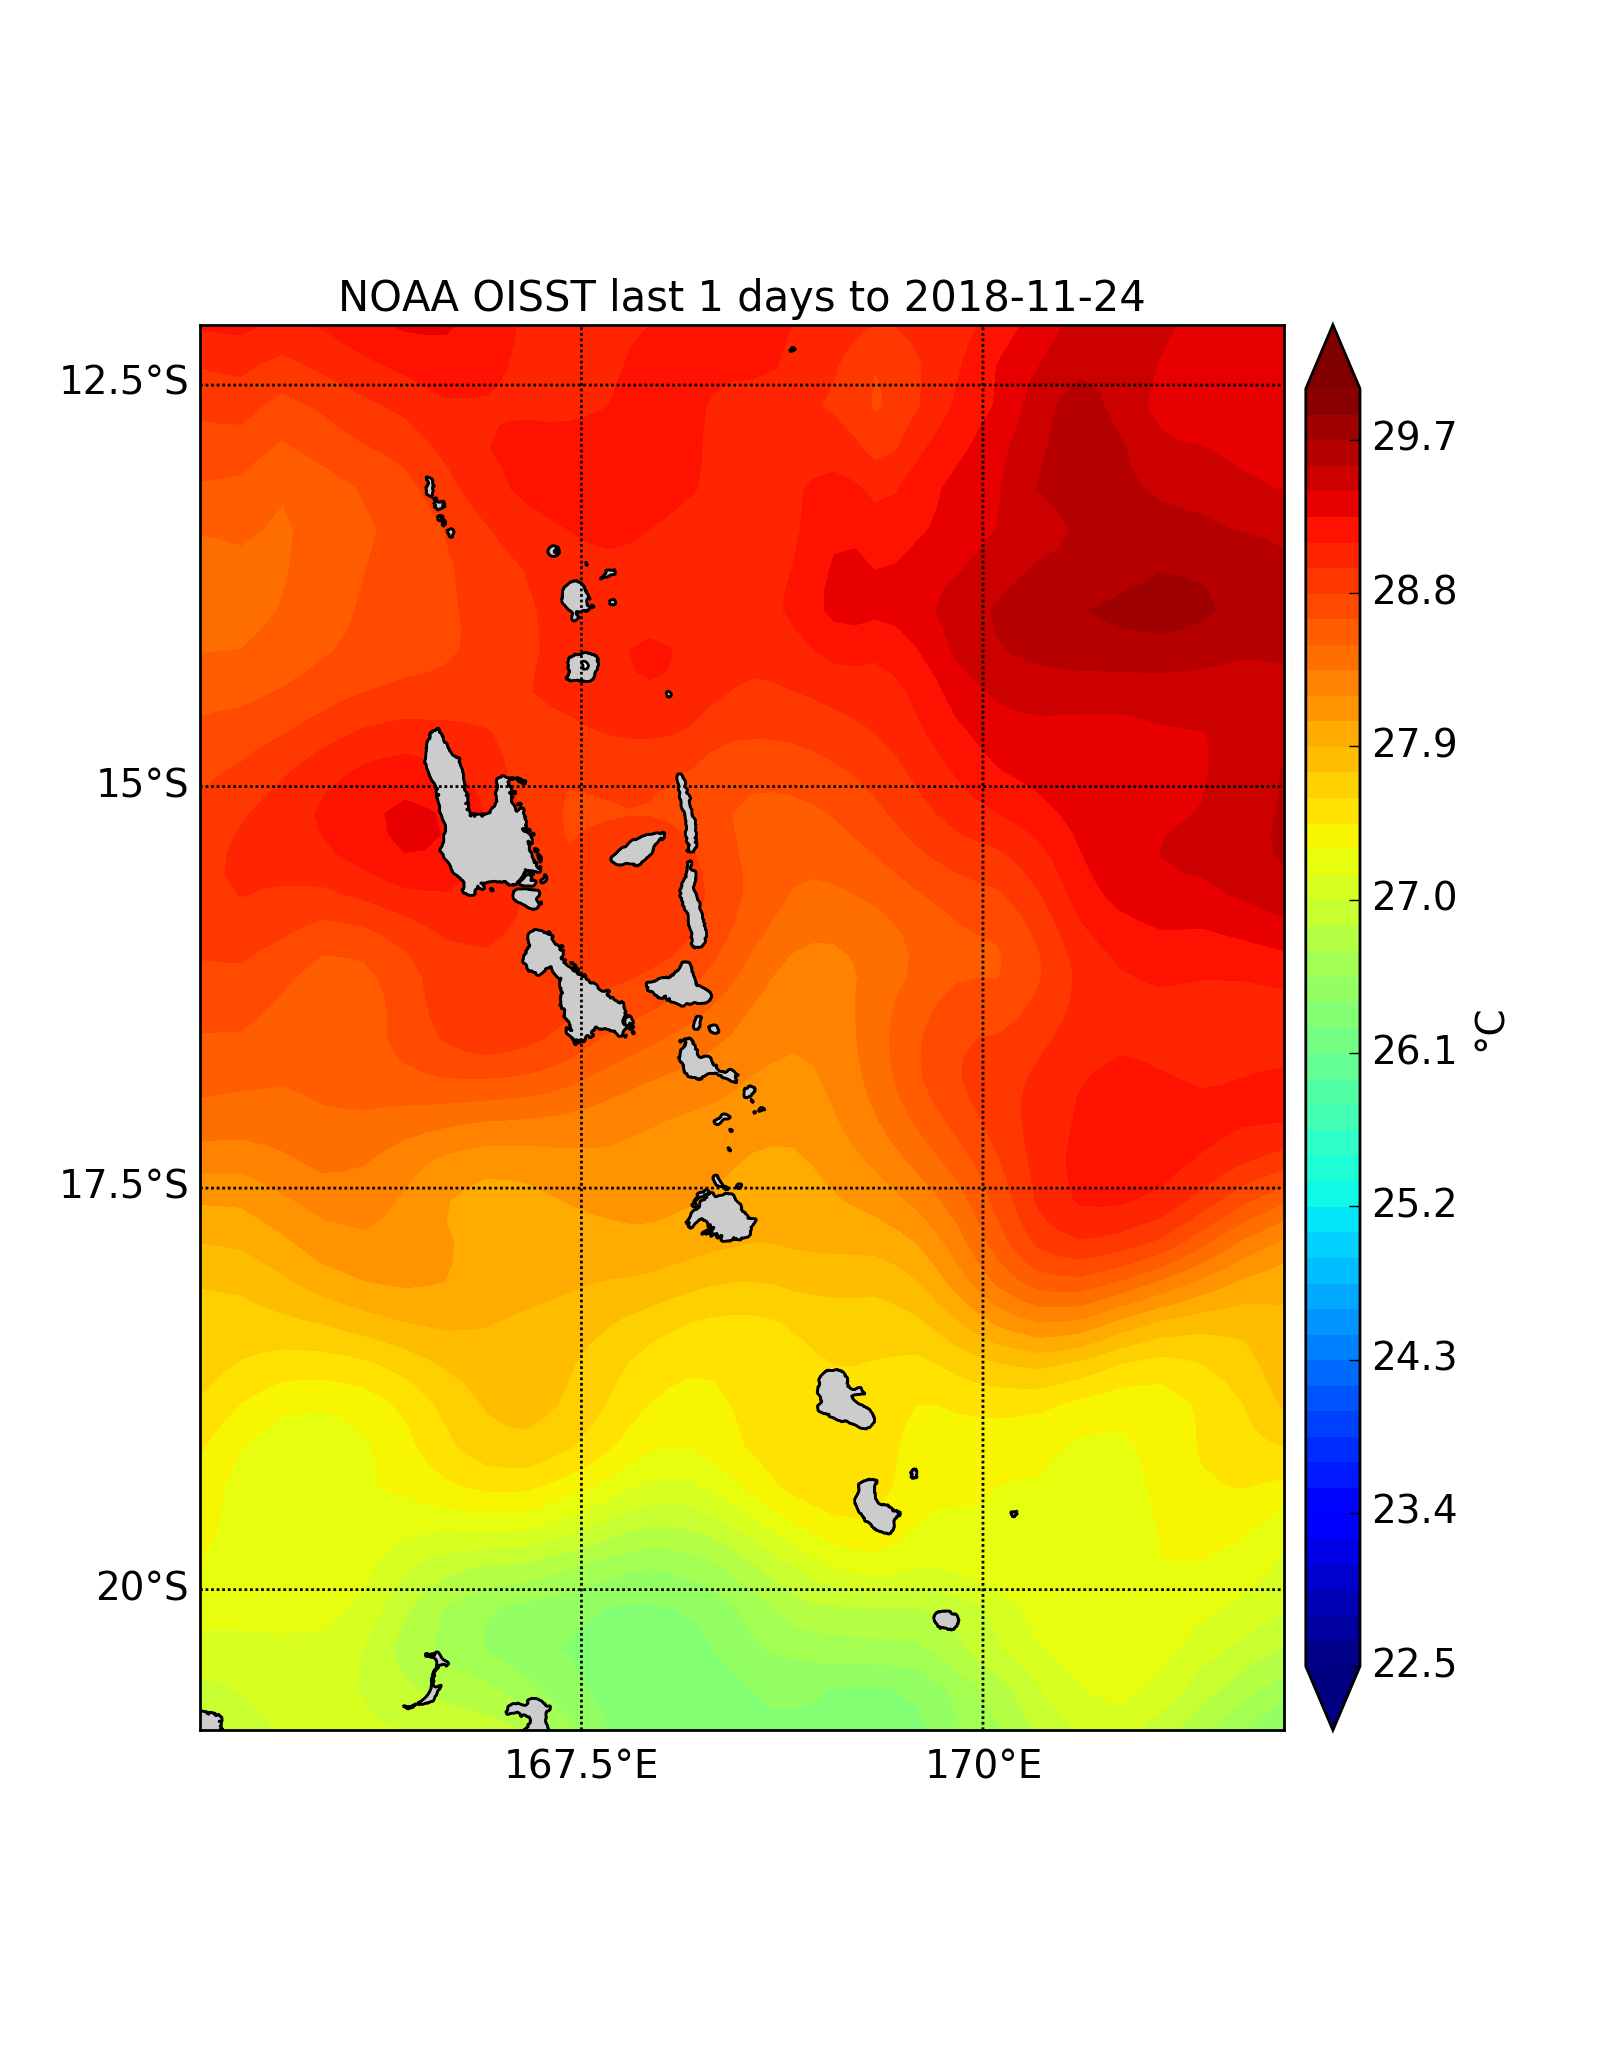 NOAA OISST last 1 days to 2018-11-24
12.5°S
15°S
17.5°S
20°S
167.5°E
170°E
29.7
28.8
27.9
27.0
26.1
25.2
24.3
23.4
22.5
°C